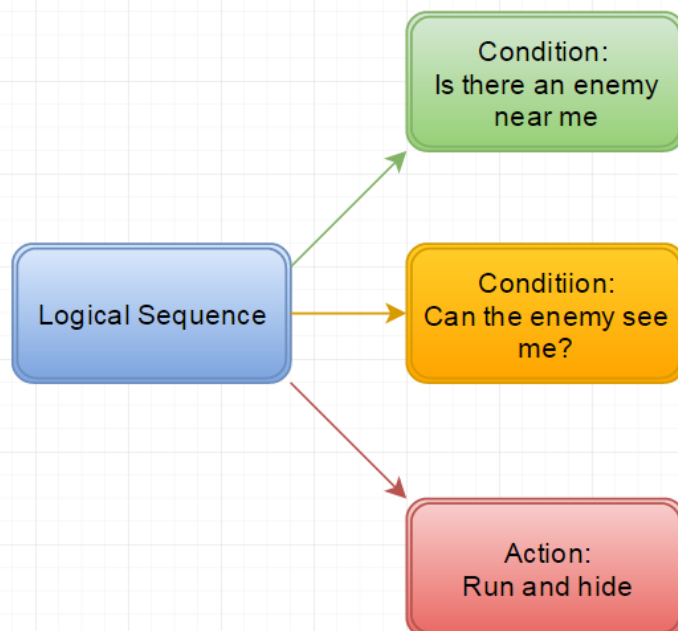 Condition:
Is there an enemy
near me
Logical Sequence
Conditiion:
Can the enemy see
me?
Action:
Run and hide